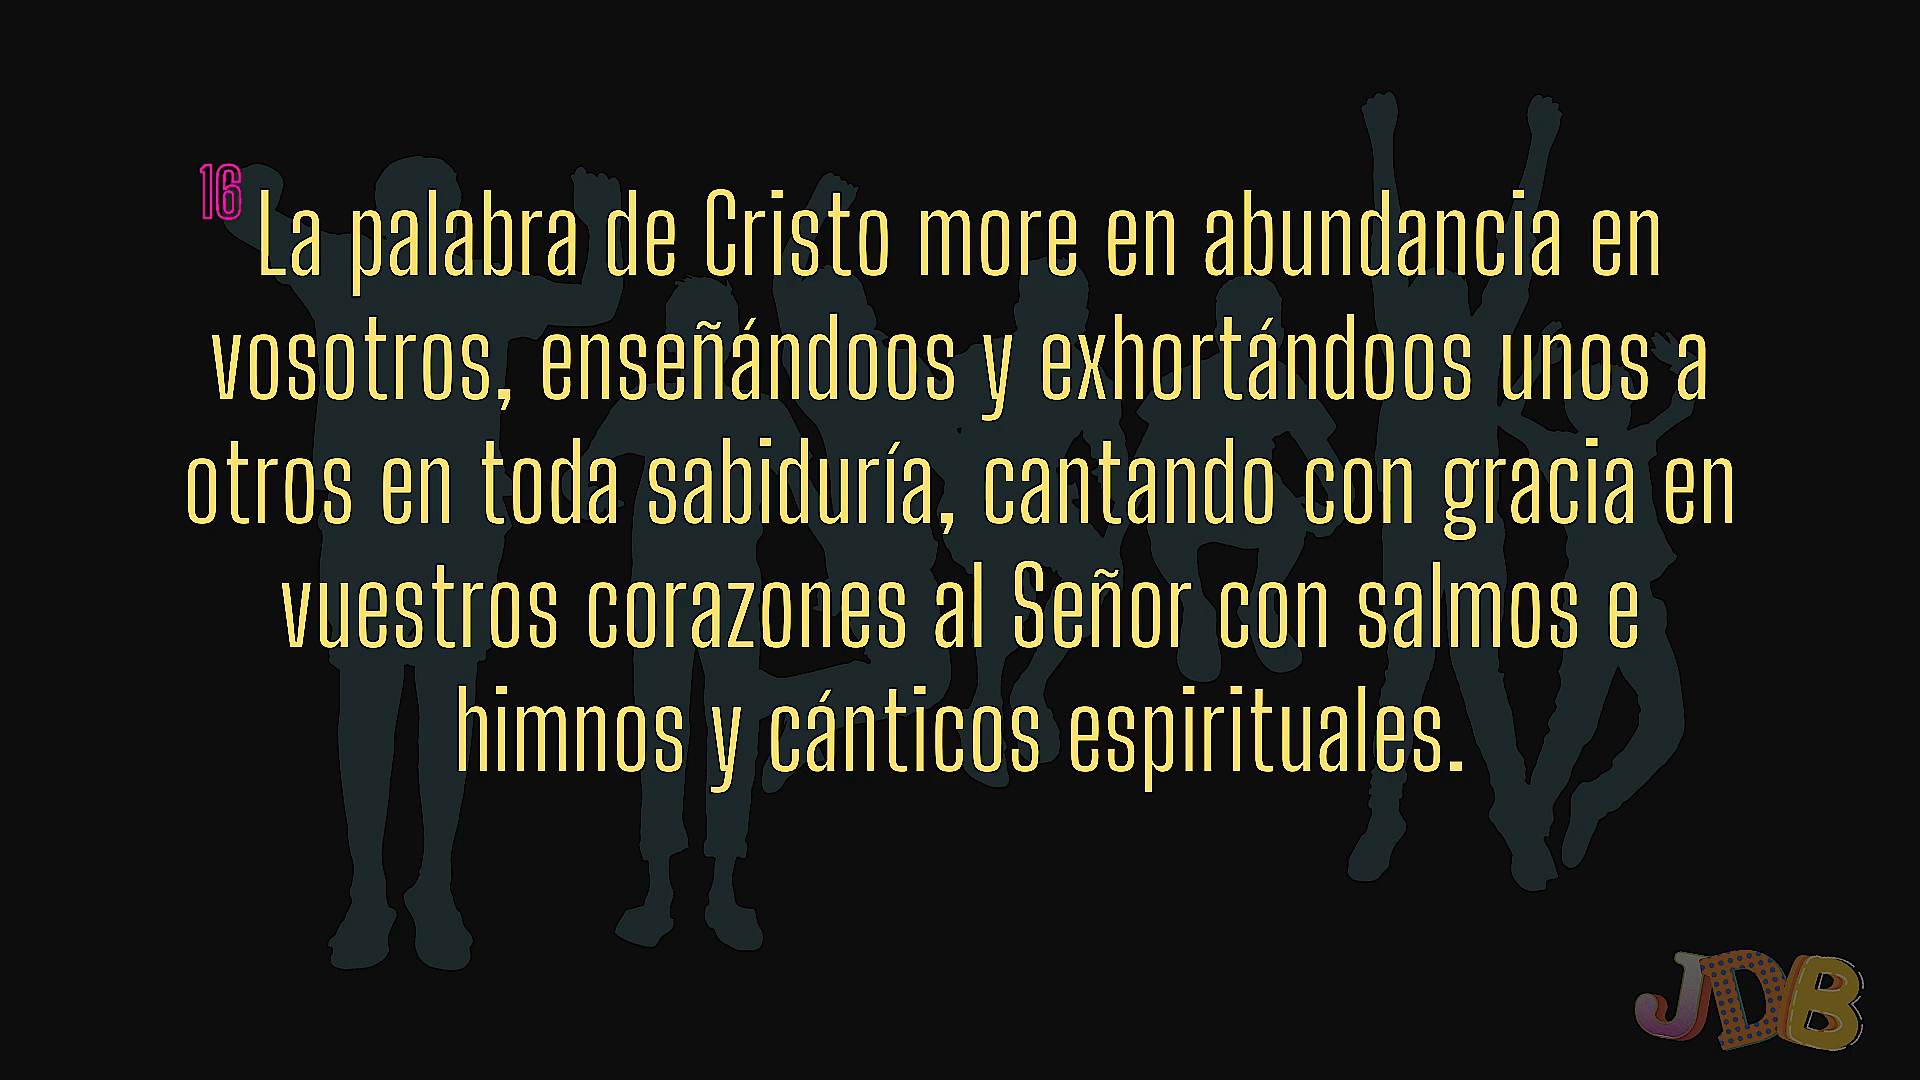 16 La palabra de Cristo more en abundancia en
vosotros, enseñándoos y exhortándoos unos a
otros en toda sabiduría, cantando con gracia en
vuestros corazones al Señor con salmos e
himnos y cánticos espirituales.
JDB